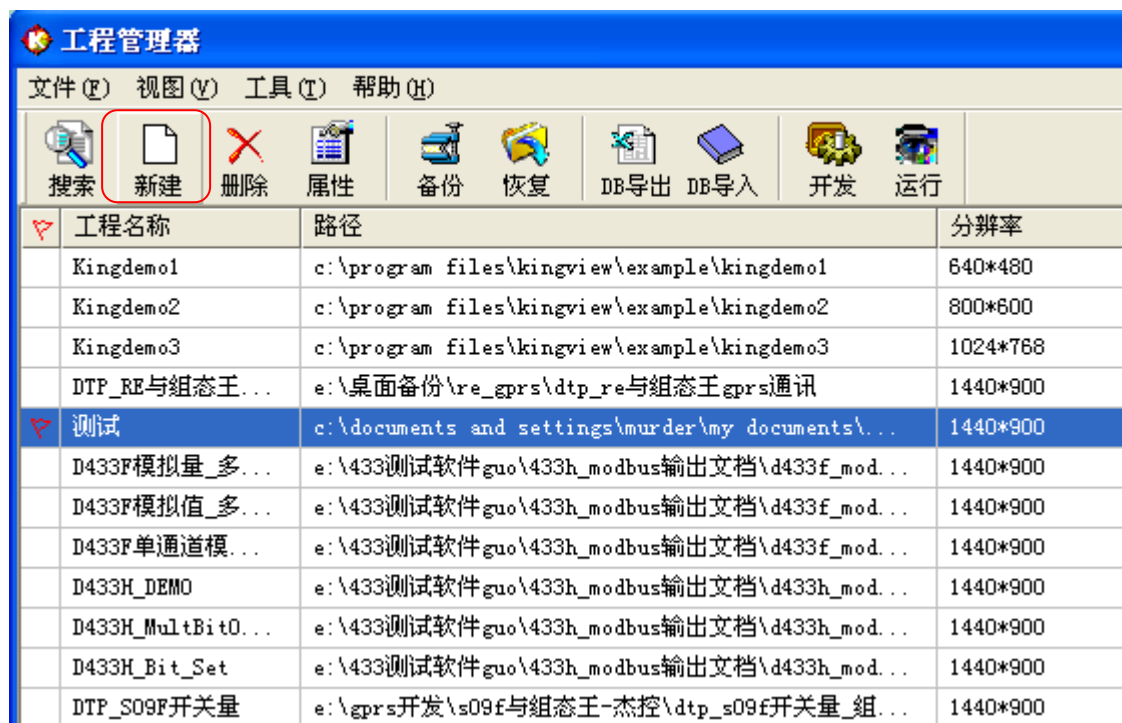 工程管理器
文件(F) 视图(V) 工具(T) 帮助(H)
搜索 新建 删除 属性 备份 恢复 DB导出 DB导入 开发 运行
工程名称 路径 分辨率
Kingdemo1 c:\program files\kingview\example\kingdemo1 640*480
Kingdemo2 c:\program files\kingview\example\kingdemo2 800*600
Kingdemo3 c:\program files\kingview\example\kingdemo3 1024*768
DTP_RE与组态王... e:\桌面备份\re_gprs\dtp_re与组态王gprs通讯 1440*900
测试 c:\documents and settings\murder\my documents\... 1440*900
D433F模拟量_多... e:\433测试软件guo\433h_modbus输出文档\d433f_mod... 1440*900
D433F模拟值_多... e:\433测试软件guo\433h_modbus输出文档\d433f_mod... 1440*900
D433F单通道模... e:\433测试软件guo\433h_modbus输出文档\d433f_mod... 1440*900
D433H_DEMO e:\433测试软件guo\433h_modbus输出文档\d433h_mod... 1440*900
D433H_MultBitO... e:\433测试软件guo\433h_modbus输出文档\d433h_mod... 1440*900
D433H_Bit_Set e:\433测试软件guo\433h_modbus输出文档\d433h_mod... 1440*900
DTP_S09F开关量 e:\gprs开发\s09f与组态王-杰控\dtp_s09f开关量_组... 1440*900